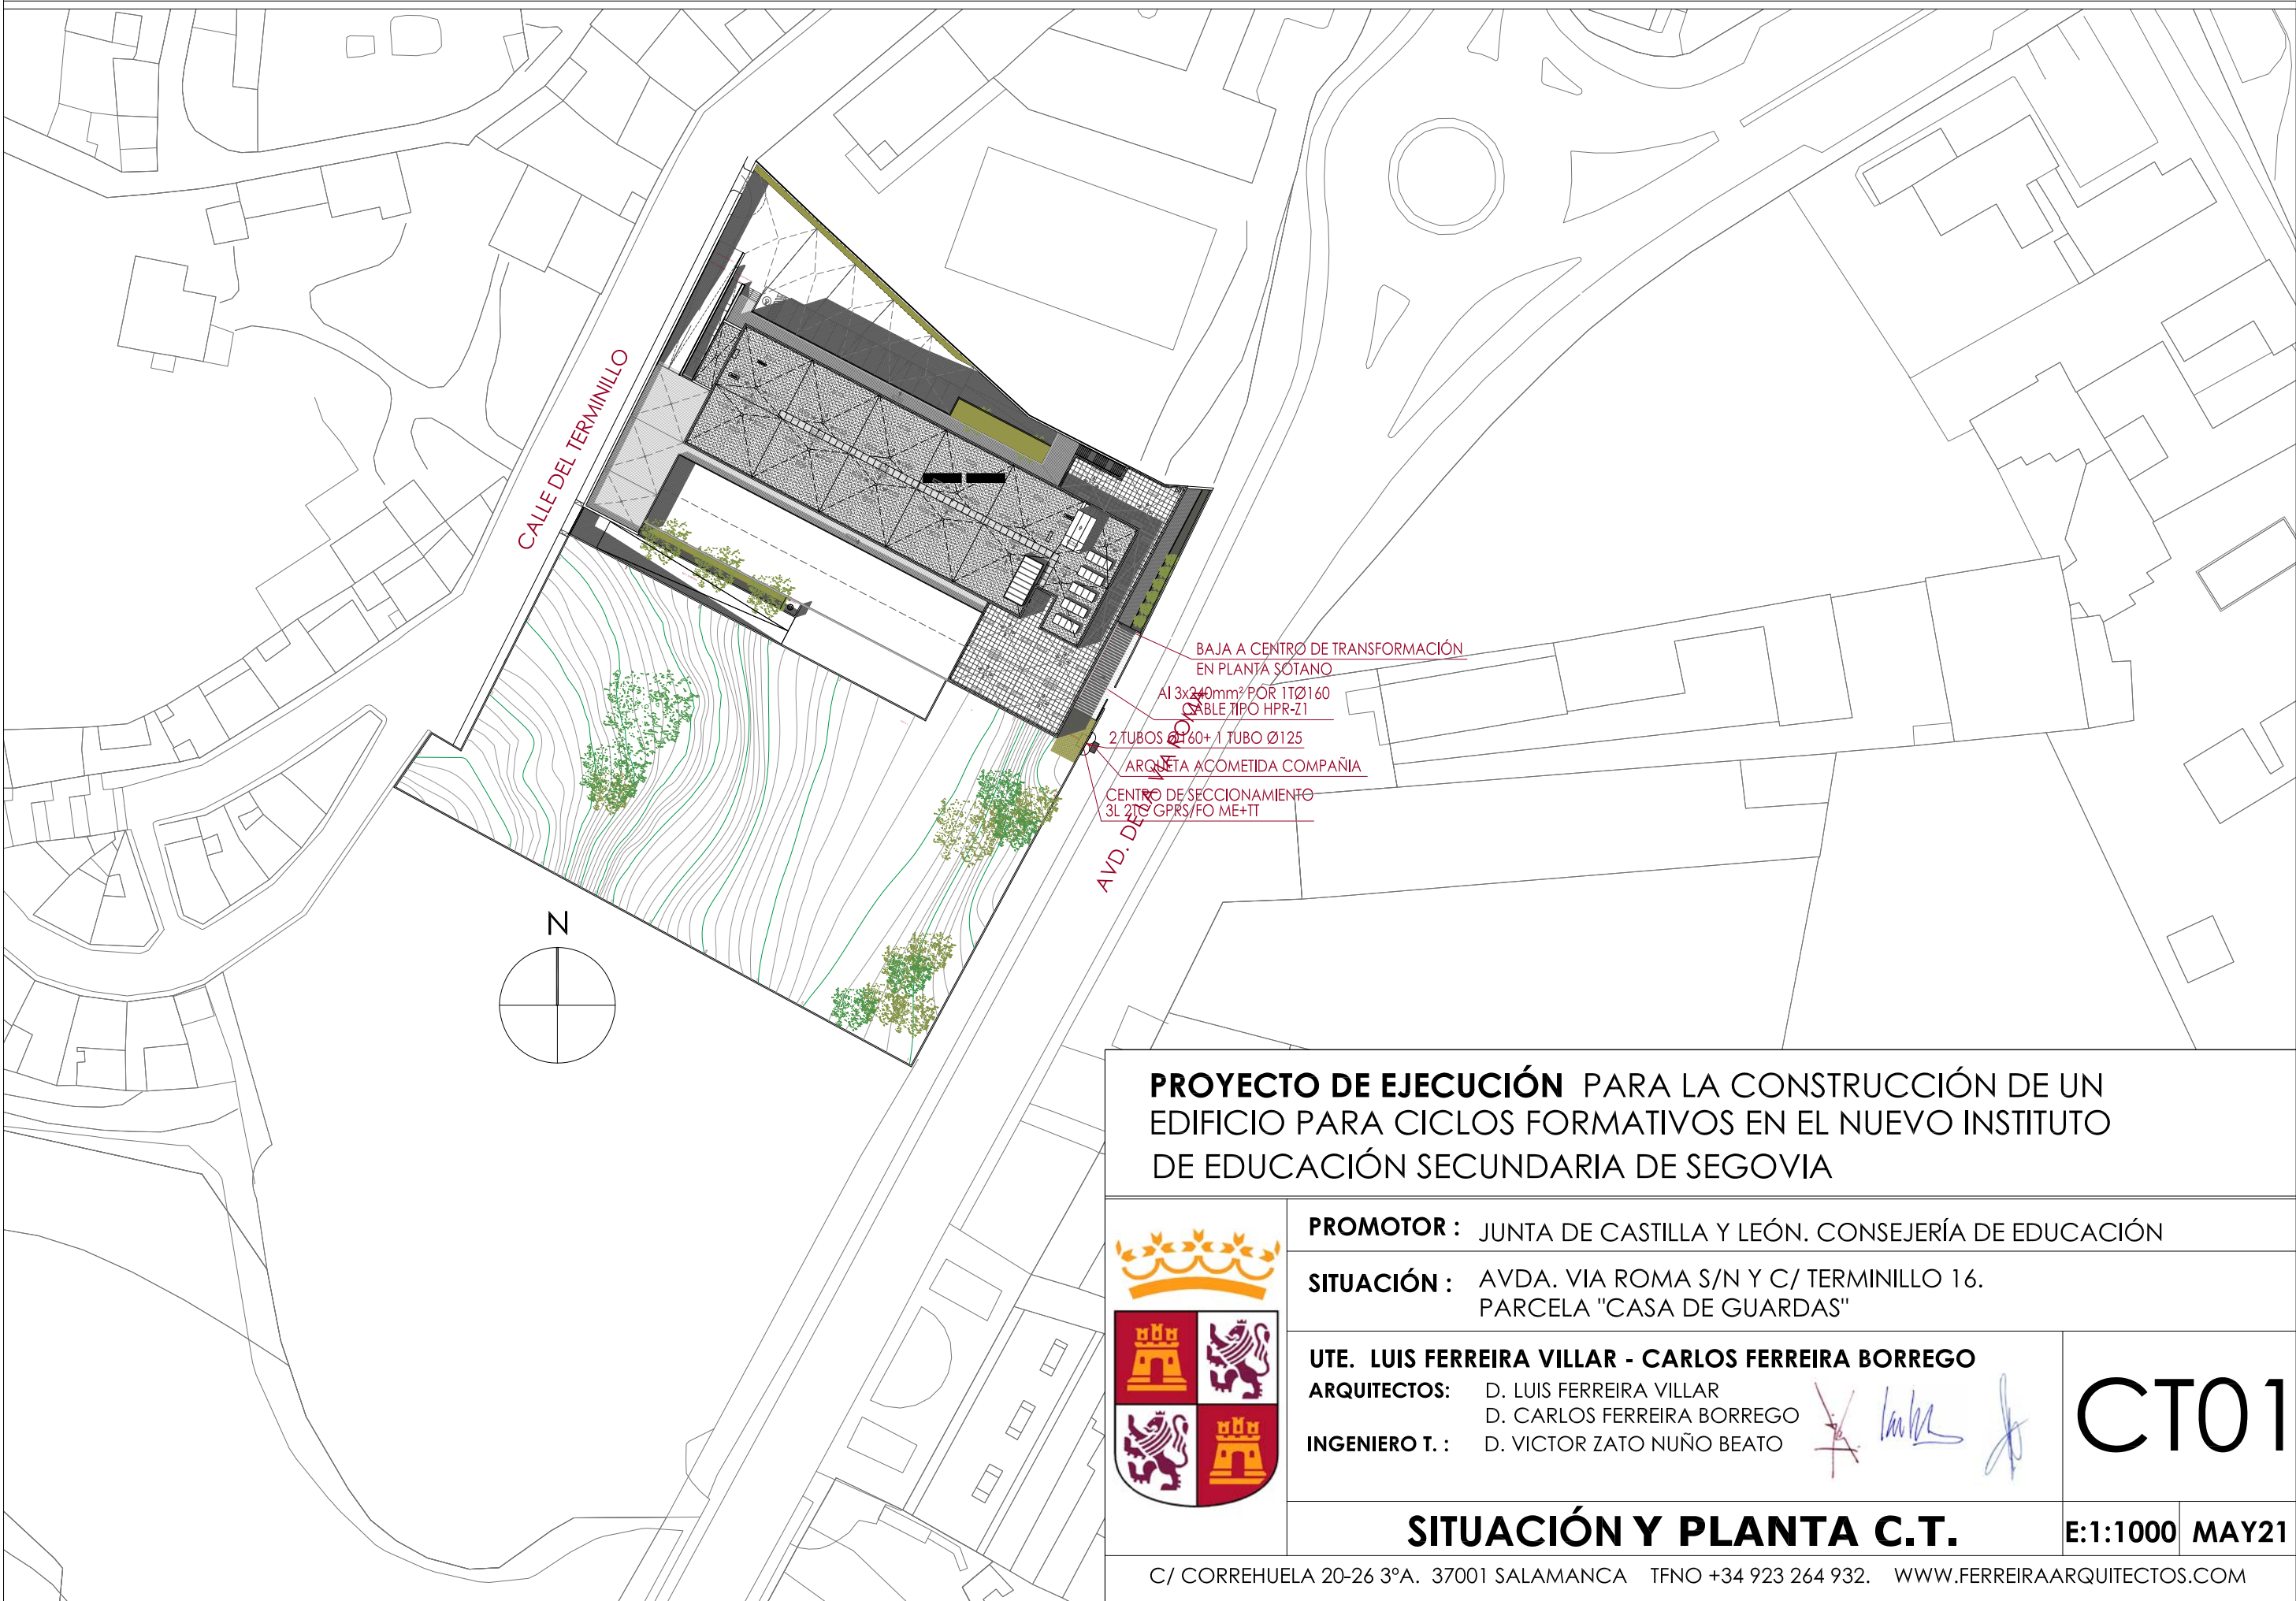 CALLE DEL TERMINILLO
BAJA A CENTRO DE TRANSFORMACIÓN
EN PLANTA SÓTANO
Al 3x240mm² POR 1TØ160
CABLE TIPO HPR-Z1
2 TUBOS Ø160+ 1 TUBO Ø125
ARQUETA ACOMETIDA COMPAÑIA
CENTRO DE SECCIONAMIENTO
3L 2TC GPRS/FO ME+TT
AVD. DE LA VIA ROMA
N
PROYECTO DE EJECUCIÓN PARA LA CONSTRUCCIÓN DE UN
EDIFICIO PARA CICLOS FORMATIVOS EN EL NUEVO INSTITUTO
DE EDUCACIÓN SECUNDARIA DE SEGOVIA
PROMOTOR : JUNTA DE CASTILLA Y LEÓN. CONSEJERÍA DE EDUCACIÓN
SITUACIÓN : AVDA. VIA ROMA S/N Y C/ TERMINILLO 16.
PARCELA "CASA DE GUARDAS"
UTE. LUIS FERREIRA VILLAR - CARLOS FERREIRA BORREGO
ARQUITECTOS: D. LUIS FERREIRA VILLAR
D. CARLOS FERREIRA BORREGO
INGENIERO T. : D. VICTOR ZATO NUÑO BEATO
CT01
SITUACIÓN Y PLANTA C.T.
E:1:1000 MAY21
C/ CORREHUELA 20-26 3ºA. 37001 SALAMANCA TFNO +34 923 264 932. WWW.FERREIRAARQUITECTOS.COM